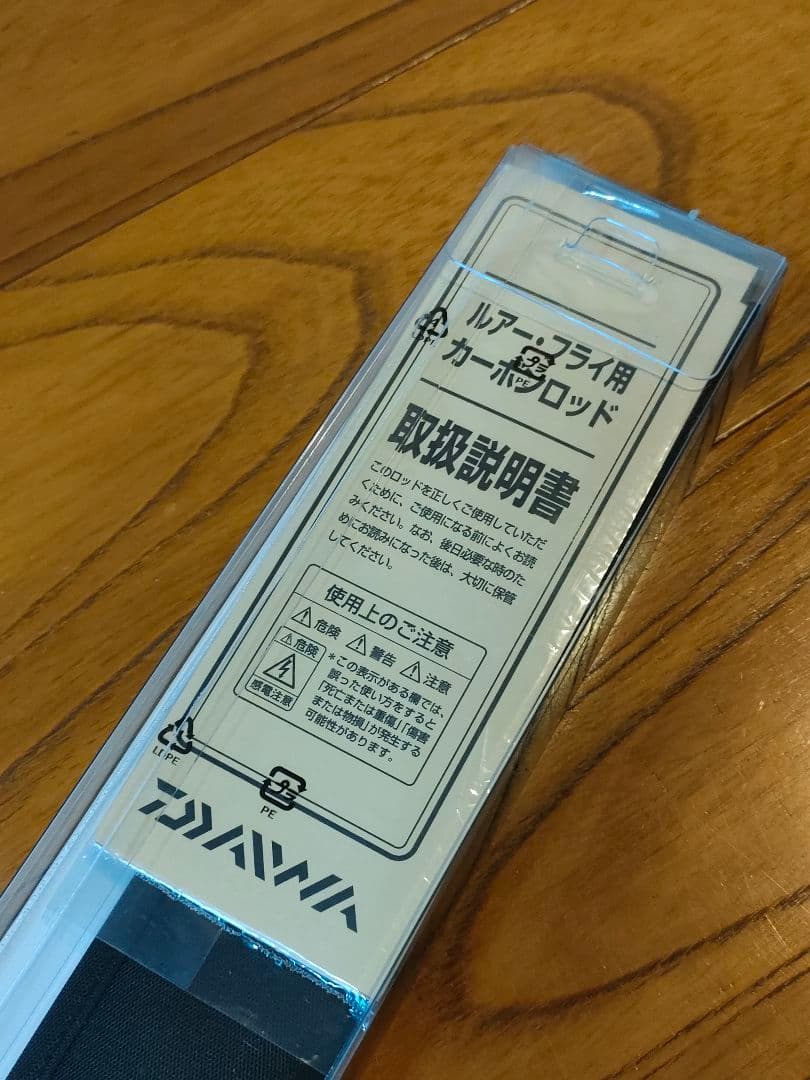 ルアー・フライ用
カーボンロッド
プラ
PE
取扱説明書
このロッドを正しくご使用していただ
くために、ご使用になる前によくお読
みください。なお、後日必要な時のた
めにお読みになった後は、大切に保管
してください。
使用上のご注意
危険 警告 注意
危険
感電注意
*この表示がある欄では、
誤った使い方をすると
「死亡または重傷」「傷害
または物損」が発生する
可能性があります。
LDPE
プラ
PE
DAIWA